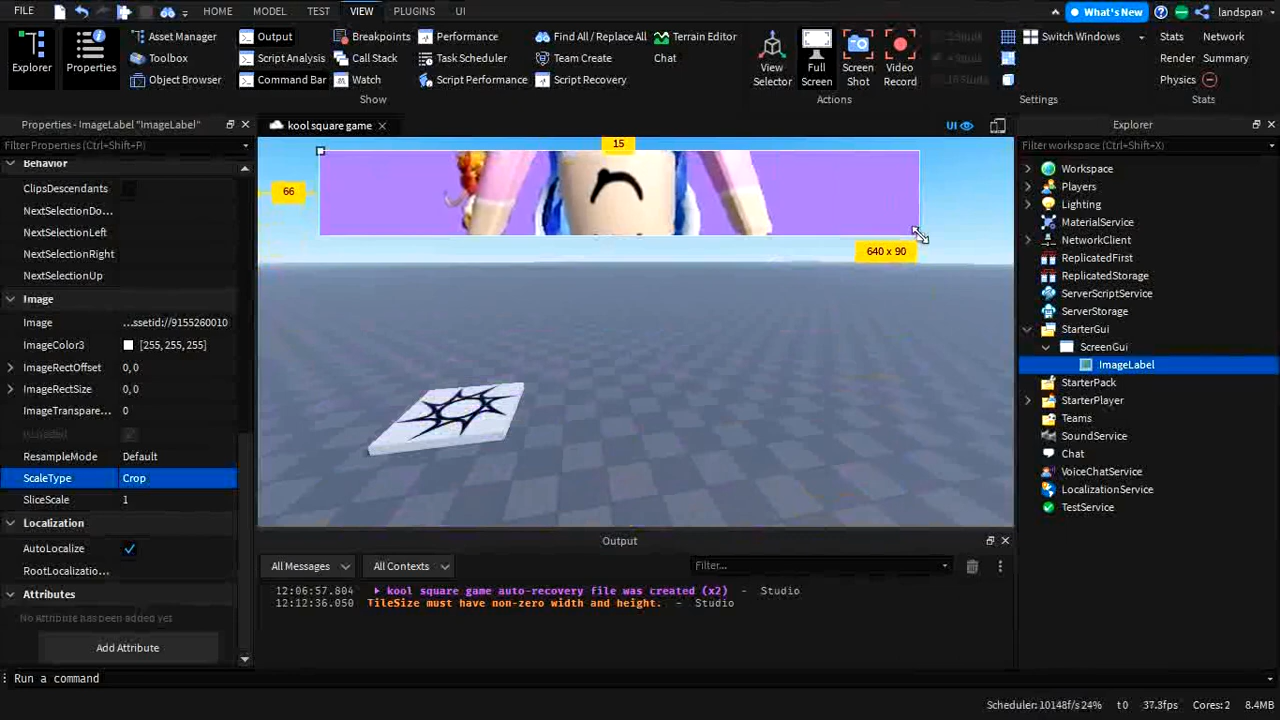 FILE HOME MODEL TEST VIEW PLUGINS UI What's New landspan
Explorer Properties
Asset Manager Output Breakpoints Performance Find All / Replace All Terrain Editor
Toolbox Script Analysis Call Stack Task Scheduler Team Create Chat
Object Browser Command Bar Watch Script Performance Script Recovery
Show
View Selector
Full Screen
Screen Shot
Video Record
Actions
Switch Windows
Settings
Stats Network
Render Summary
Physics
Stats
Properties - ImageLabel "ImageLabel"
Filter Properties (Ctrl+Shift+P)
Behavior
ClipsDescendants
NextSelectionDo...
NextSelectionLeft
NextSelectionRight
NextSelectionUp
Image
Image ...ssetid://9155260010
ImageColor3 [255, 255, 255]
ImageRectOffset 0, 0
ImageRectSize 0, 0
ImageTranspare... 0
ResampleMode Default
ScaleType Crop
SliceScale 1
Localization
AutoLocalize
RootLocalizatio...
Attributes
No Attribute has been added yet
Add Attribute
kool square game
UI
15
66
640 x 90
Output
All Messages All Contexts Filter...
12:06:57.804 kool square game auto-recovery file was created (x2) - Studio
12:12:36.050 TileSize must have non-zero width and height. - Studio
Explorer
Filter workspace (Ctrl+Shift+X)
Workspace
Players
Lighting
MaterialService
NetworkClient
ReplicatedFirst
ReplicatedStorage
ServerScriptService
ServerStorage
StarterGui
ScreenGui
ImageLabel
StarterPack
StarterPlayer
Teams
SoundService
Chat
VoiceChatService
LocalizationService
TestService
Run a command
Scheduler: 10148f/s 24% t 0 37.3fps Cores: 2 8.4MB